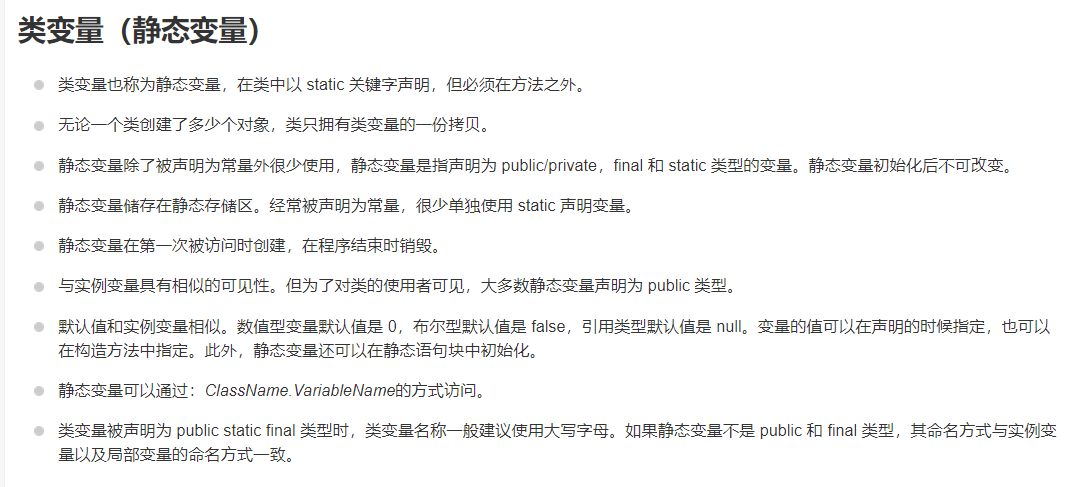 类变量（静态变量）
类变量也称为静态变量，在类中以 static 关键字声明，但必须在方法之外。
无论一个类创建了多少个对象，类只拥有类变量的一份拷贝。
静态变量除了被声明为常量外很少使用，静态变量是指声明为 public/private，final 和 static 类型的变量。静态变量初始化后不可改变。
静态变量储存在静态存储区。经常被声明为常量，很少单独使用 static 声明变量。
静态变量在第一次被访问时创建，在程序结束时销毁。
与实例变量具有相似的可见性。但为了对类的使用者可见，大多数静态变量声明为 public 类型。
默认值和实例变量相似。数值型变量默认值是 0，布尔型默认值是 false，引用类型默认值是 null。变量的值可以在声明的时候指定，也可以
在构造方法中指定。此外，静态变量还可以在静态语句块中初始化。
静态变量可以通过：ClassName.VariableName的方式访问。
类变量被声明为 public static final 类型时，类变量名称一般建议使用大写字母。如果静态变量不是 public 和 final 类型，其命名方式与实例变
量以及局部变量的命名方式一致。